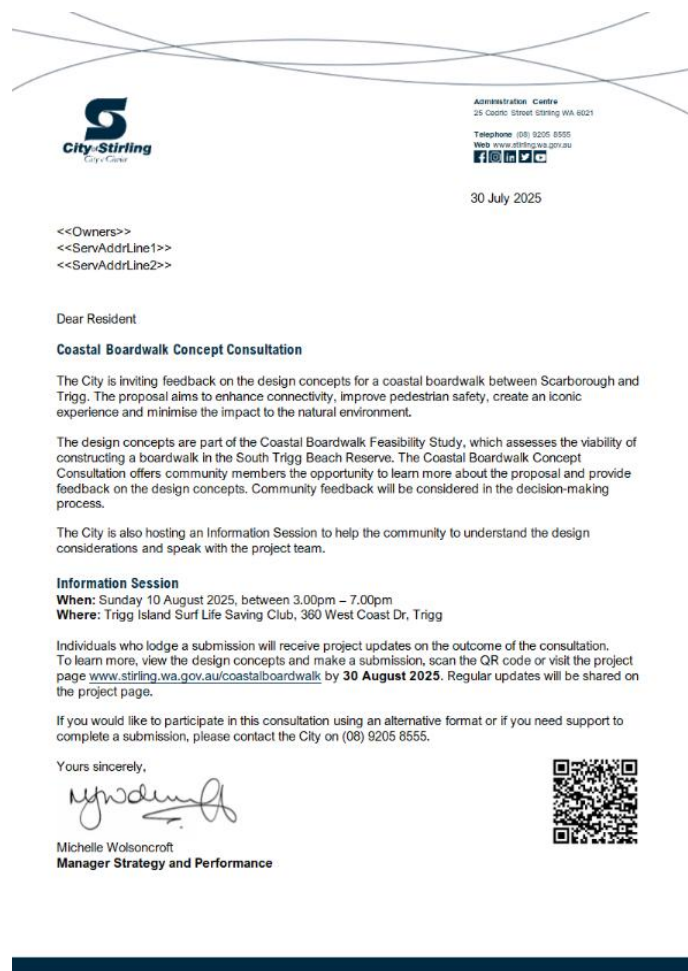 City of Stirling
City of Choice
Administration Centre
25 Cedric Street Stirling WA 6021
Telephone (08) 9205 8555
Web www.stirling.wa.gov.au
30 July 2025
<<Owners>>
<<ServAddrLine1>>
<<ServAddrLine2>>
Dear Resident
Coastal Boardwalk Concept Consultation
The City is inviting feedback on the design concepts for a coastal boardwalk between Scarborough and
Trigg. The proposal aims to enhance connectivity, improve pedestrian safety, create an iconic
experience and minimise the impact to the natural environment.
The design concepts are part of the Coastal Boardwalk Feasibility Study, which assesses the viability of
constructing a boardwalk in the South Trigg Beach Reserve. The Coastal Boardwalk Concept
Consultation offers community members the opportunity to learn more about the proposal and provide
feedback on the design concepts. Community feedback will be considered in the decision-making
process.
The City is also hosting an Information Session to help the community to understand the design
considerations and speak with the project team.
Information Session
When: Sunday 10 August 2025, between 3.00pm – 7.00pm
Where: Trigg Island Surf Life Saving Club, 360 West Coast Dr, Trigg
Individuals who lodge a submission will receive project updates on the outcome of the consultation.
To learn more, view the design concepts and make a submission, scan the QR code or visit the project
page www.stirling.wa.gov.au/coastalboardwalk by 30 August 2025. Regular updates will be shared on
the project page.
If you would like to participate in this consultation using an alternative format or if you need support to
complete a submission, please contact the City on (08) 9205 8555.
Yours sincerely,
Michelle Wolsoncroft
Manager Strategy and Performance